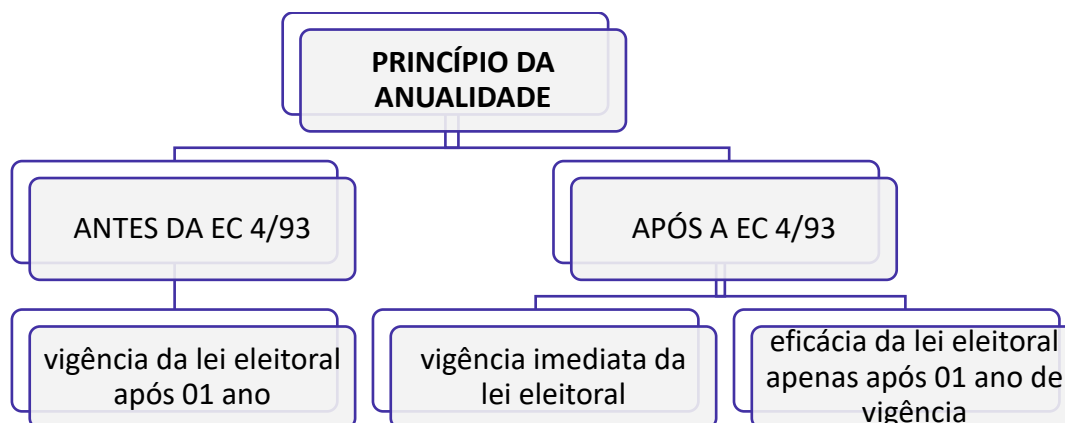 PRINCÍPIO DA
ANUALIDADE
ANTES DA EC 4/93
APÓS A EC 4/93
vigência da lei eleitoral
após 01 ano
vigência imediata da
lei eleitoral
eficácia da lei eleitoral
apenas após 01 ano de
vigência